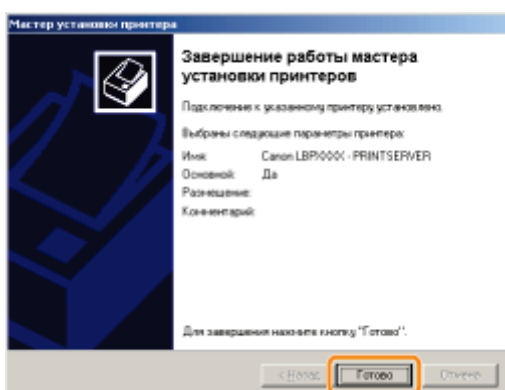 Мастер установки принтера
Завершение работы мастера
установки принтеров
Подключение к указанному принтеру установлено.
Выбраны следующие параметры принтера:
Имя: Canon LBPXXXX - PRINTSERVER
Основной: Да
Размещение:
Комментарий:
Для завершения нажмите кнопку "Готово".
< Назад Готово Отмена